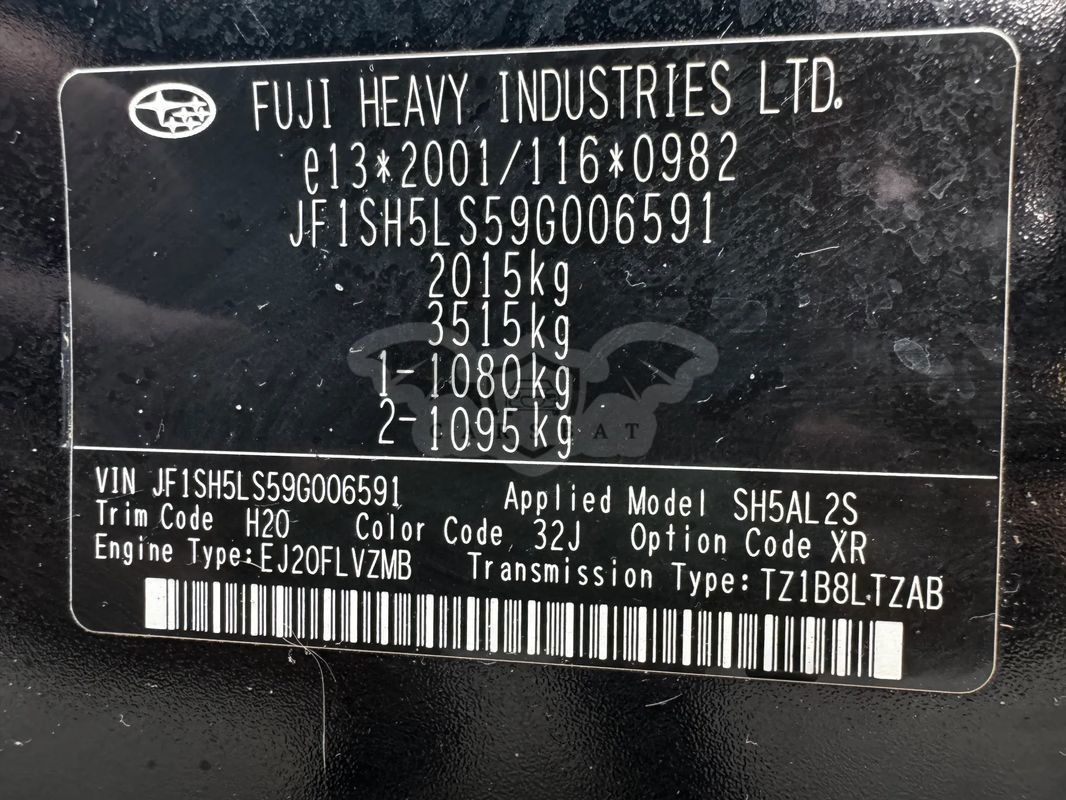 FUJI HEAVY INDUSTRIES LTD.
e13*2001/116*0982
JF1SH5LS59G006591
2015kg
3515kg
1-1080kg
2-1095kg
VIN JF1SH5LS59G006591 Applied Model SH5AL2S
Trim Code H20 Color Code 32J Option Code XR
Engine Type:EJ20FLVZMB Transmission Type:TZ1B8LTZAB